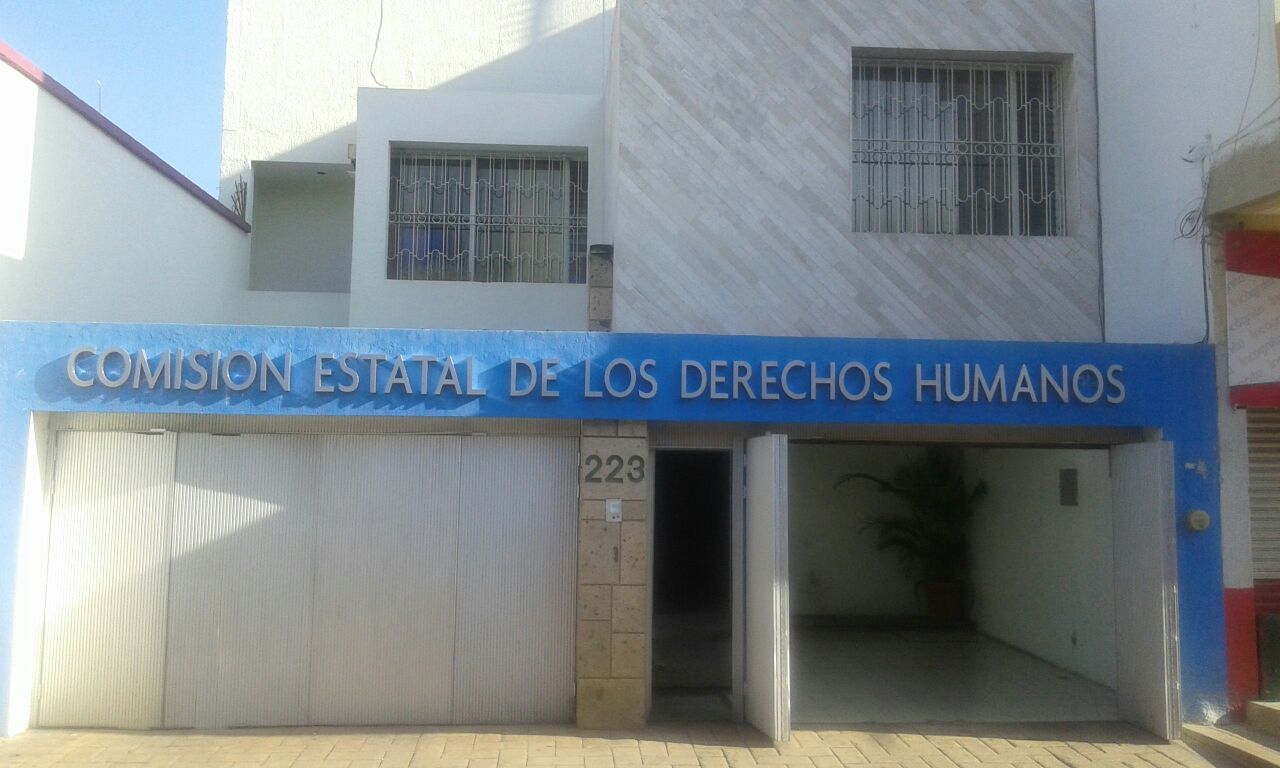 COMISION ESTATAL DE LOS DERECHOS HUMANOS
223